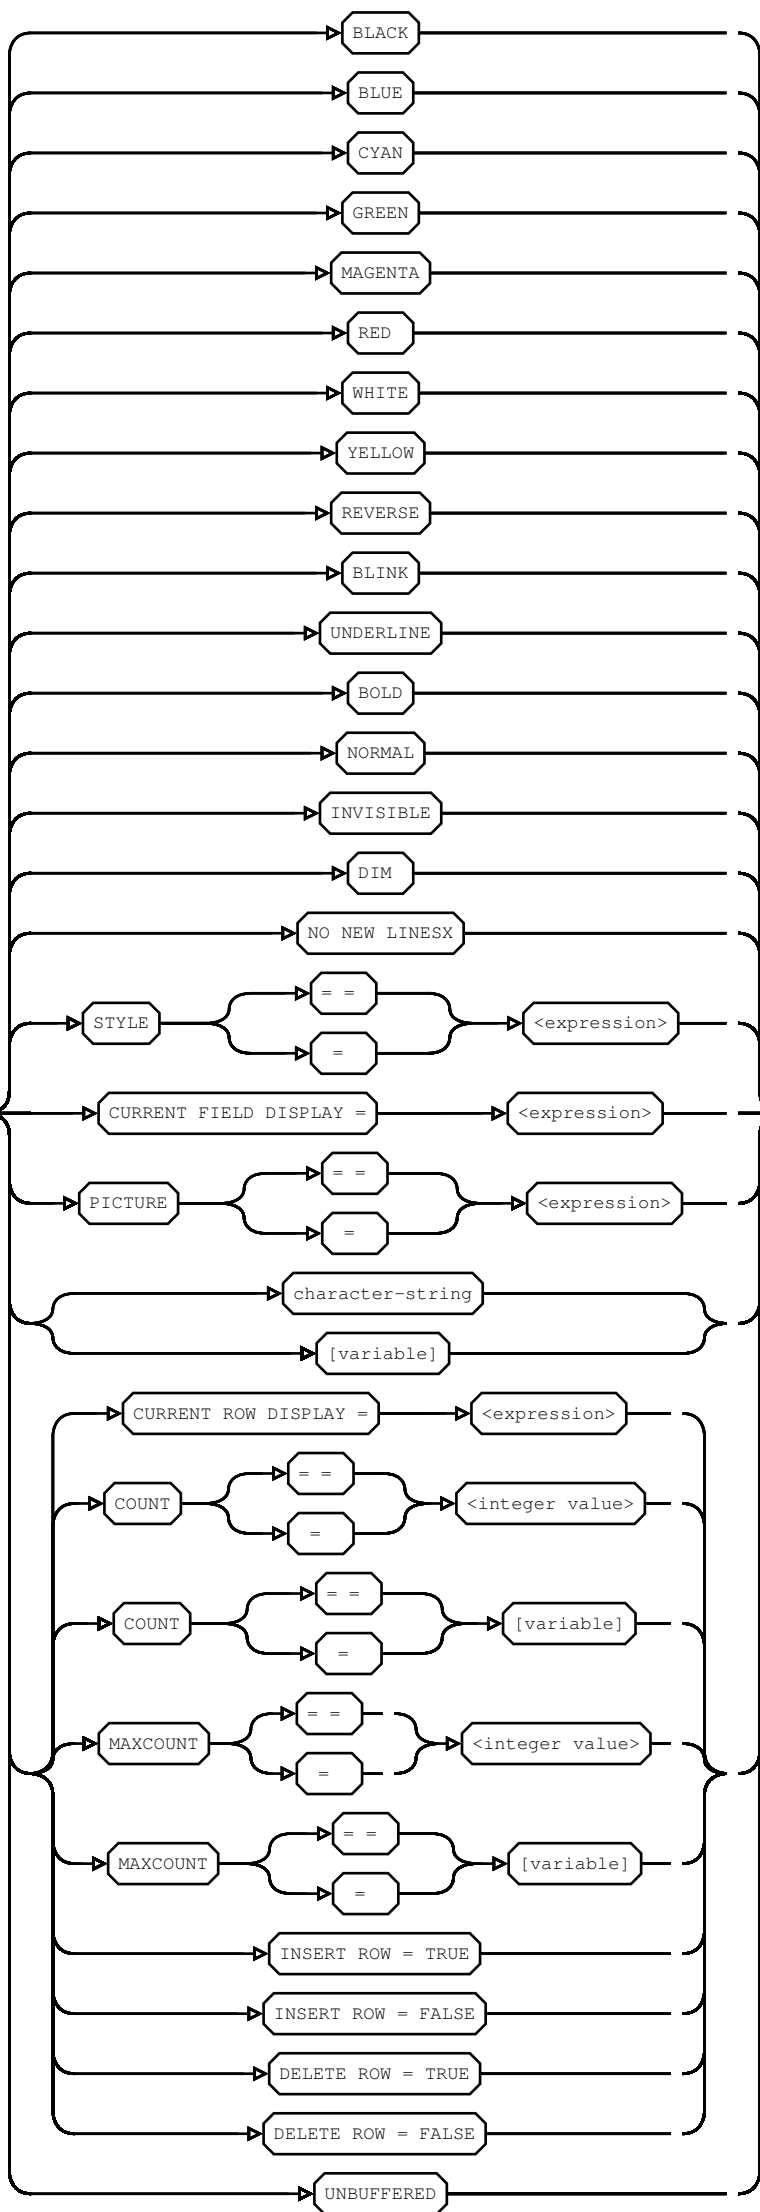 BLACK
BLUE
CYAN
GREEN
MAGENTA
RED
WHITE
YELLOW
REVERSE
BLINK
UNDERLINE
BOLD
NORMAL
INVISIBLE
DIM
NO NEW LINESX
= =
STYLE <expression>
=
CURRENT FIELD DISPLAY = <expression>
= =
PICTURE <expression>
=
character-string
[variable]
CURRENT ROW DISPLAY = <expression>
= =
COUNT <integer value>
=
= =
COUNT [variable]
=
= =
MAXCOUNT <integer value>
=
= =
MAXCOUNT [variable]
=
INSERT ROW = TRUE
INSERT ROW = FALSE
DELETE ROW = TRUE
DELETE ROW = FALSE
UNBUFFERED